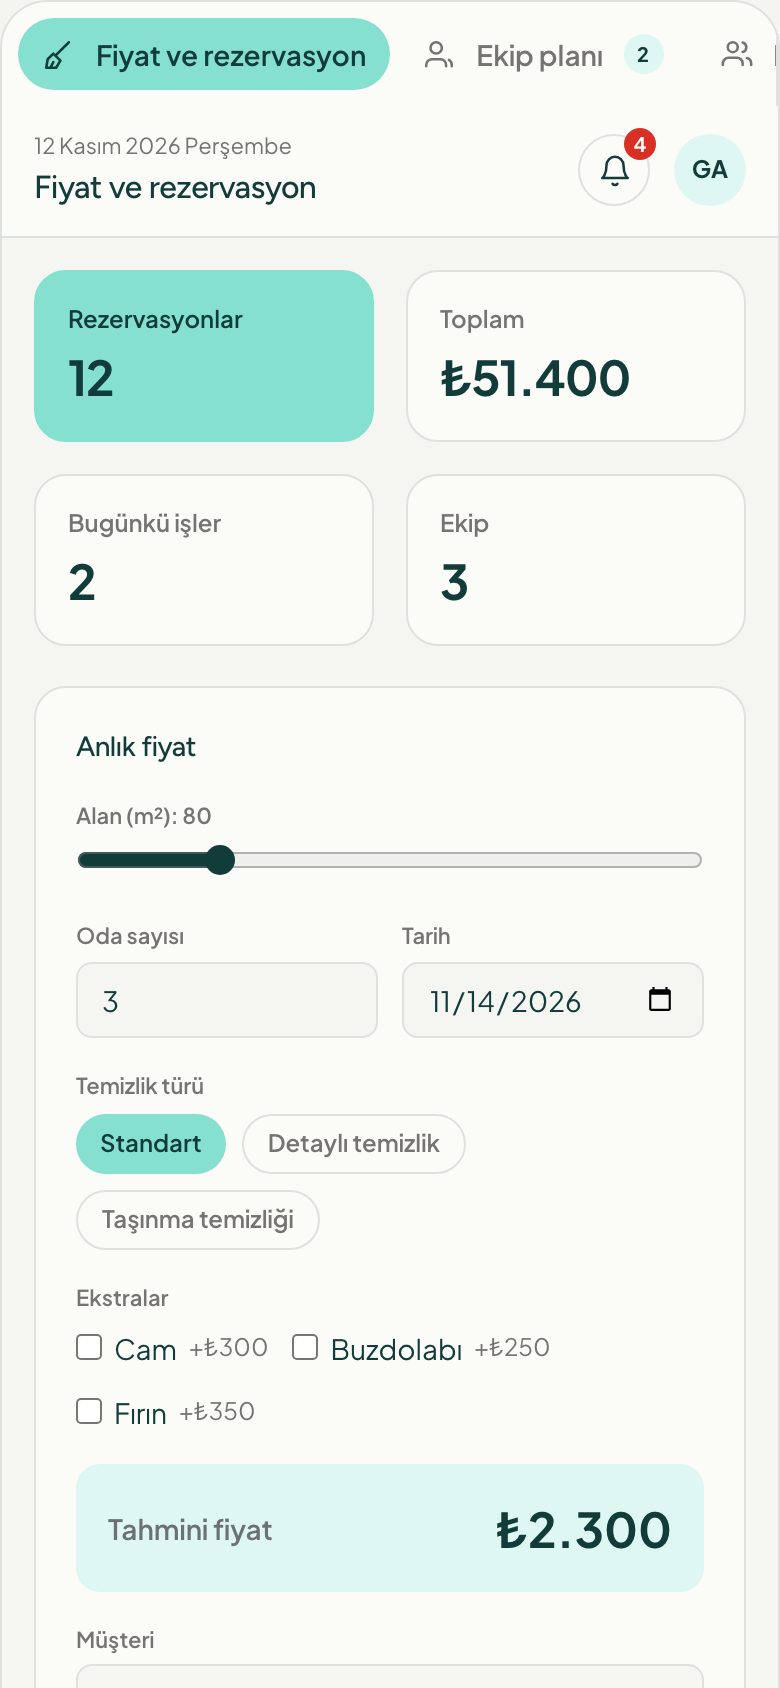 Fiyat ve rezervasyon
Ekip planı 2
12 Kasım 2026 Perşembe
Fiyat ve rezervasyon
4
GA
Rezervasyonlar
12
Toplam
₺51.400
Bugünkü işler
2
Ekip
3
Anlık fiyat
Alan (m²): 80
Oda sayısı
3
Tarih
11/14/2026
Temizlik türü
Standart
Detaylı temizlik
Taşınma temizliği
Ekstralar
Cam +₺300
Buzdolabı +₺250
Fırın +₺350
Tahmini fiyat
₺2.300
Müşteri